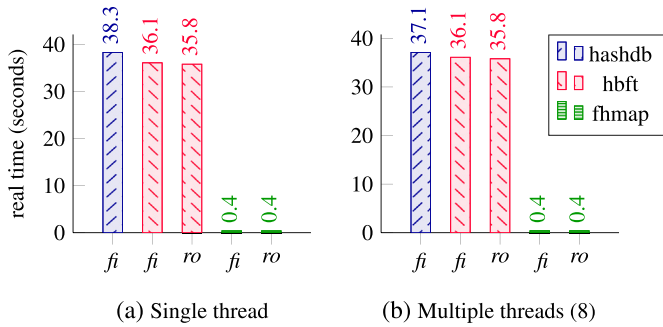 38.3
36.1
35.8
0.4
0.4
real time (seconds)
40
30
20
10
0
fi
fi
ro
fi
ro
(a) Single thread
37.1
36.1
35.8
0.4
0.4
40
30
20
10
0
fi
fi
ro
fi
ro
(b) Multiple threads (8)
hashdb
hbft
fhmap